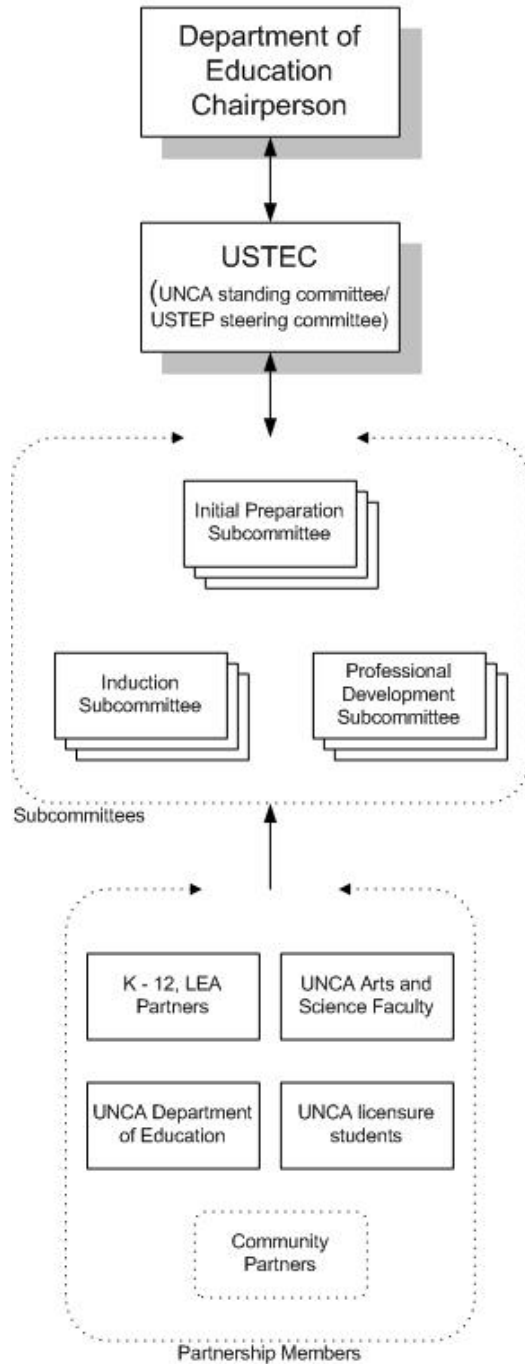 Department of
Education
Chairperson
USTEC
(UNCA standing committee/
USTEP steering committee)
Initial Preparation
Subcommittee
Induction
Subcommittee
Professional
Development
Subcommittee
Subcommittees
K - 12, LEA
Partners
UNCA Arts and
Science Faculty
UNCA Department
of Education
UNCA licensure
students
Community
Partners
Partnership Members